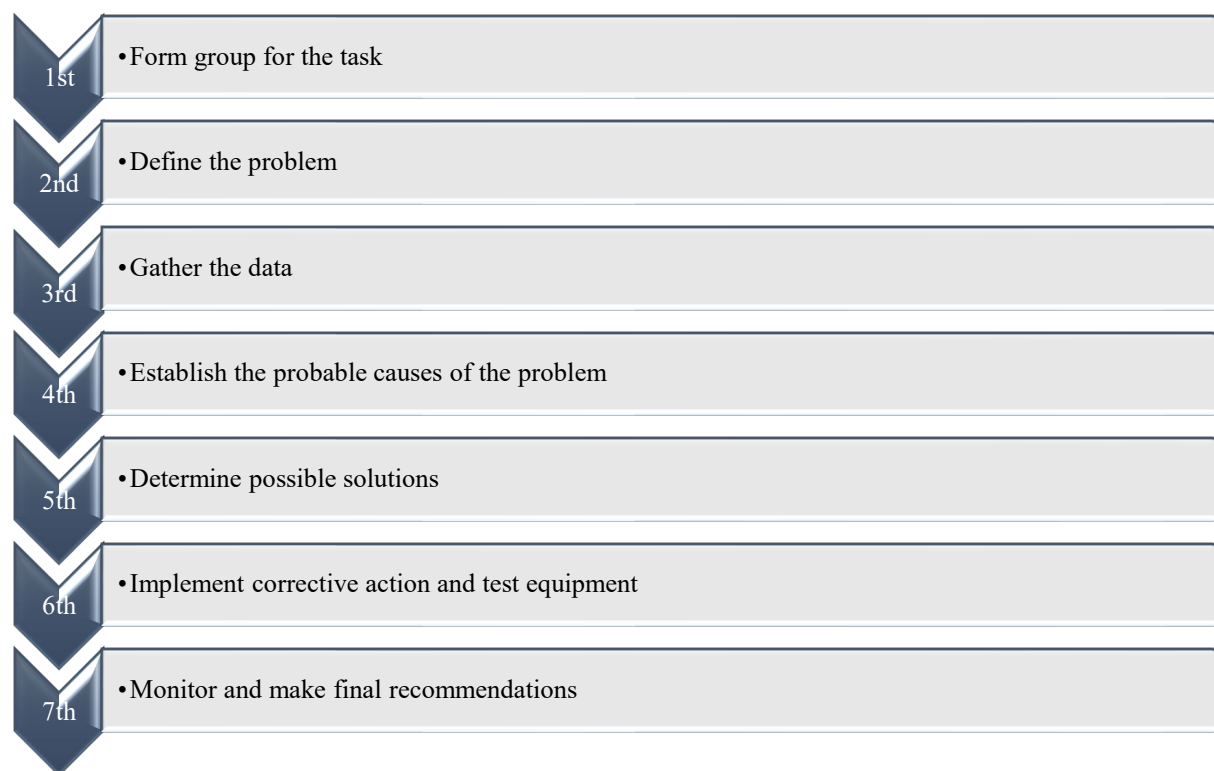 1st
•Form group for the task
2nd
•Define the problem
3rd
•Gather the data
4th
•Establish the probable causes of the problem
5th
•Determine possible solutions
6th
•Implement corrective action and test equipment
7th
•Monitor and make final recommendations